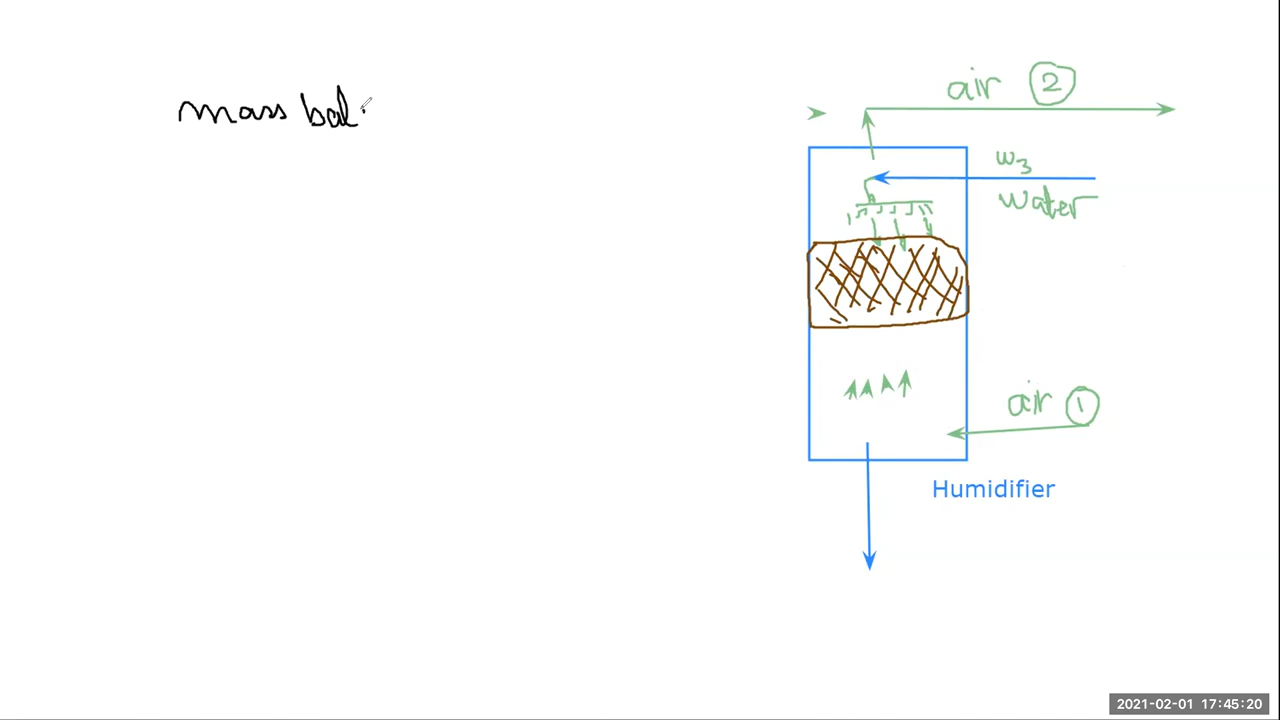 mass bal
air 2
w3
water
air 1
Humidifier
2021-02-01 17:45:20